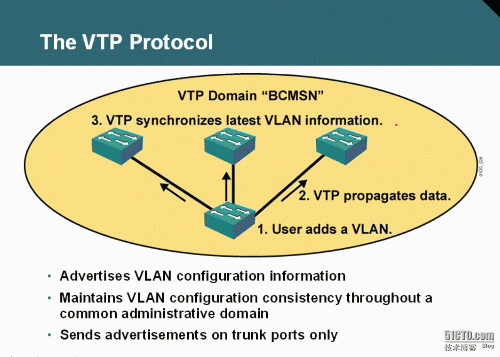 The VTP Protocol
VTP Domain “BCMSN”
3. VTP synchronizes latest VLAN information.
2. VTP propagates data.
1. User adds a VLAN.
• Advertises VLAN configuration information
• Maintains VLAN configuration consistency throughout a
common administrative domain
• Sends advertisements on trunk ports only
51CTO.com
技术博客 Blog